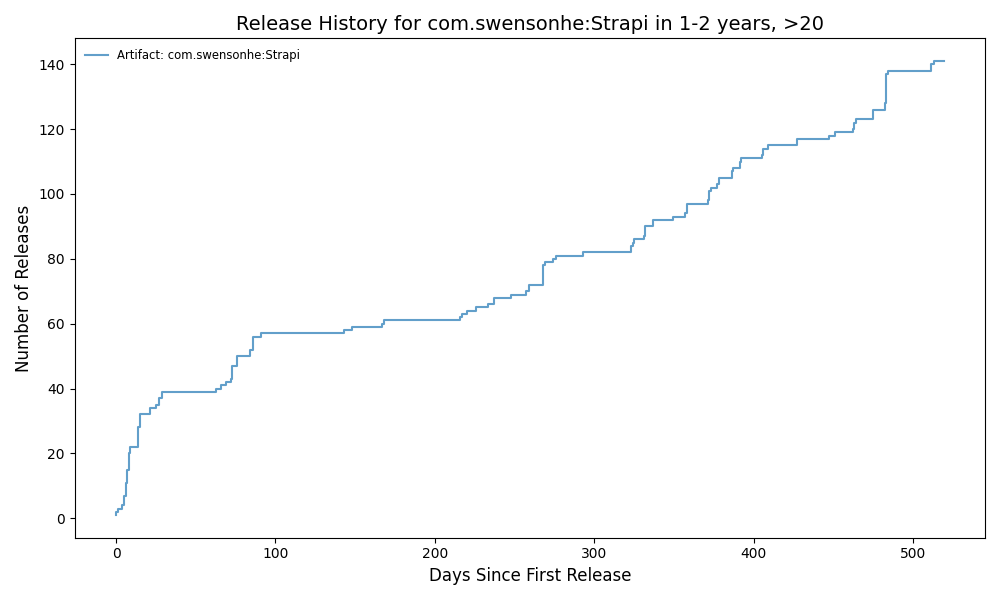 Release History for com.swensonhe:Strapi in 1-2 years, >20
Artifact: com.swensonhe:Strapi
Number of Releases
140
120
100
80
60
40
20
0
0 100 200 300 400 500
Days Since First Release